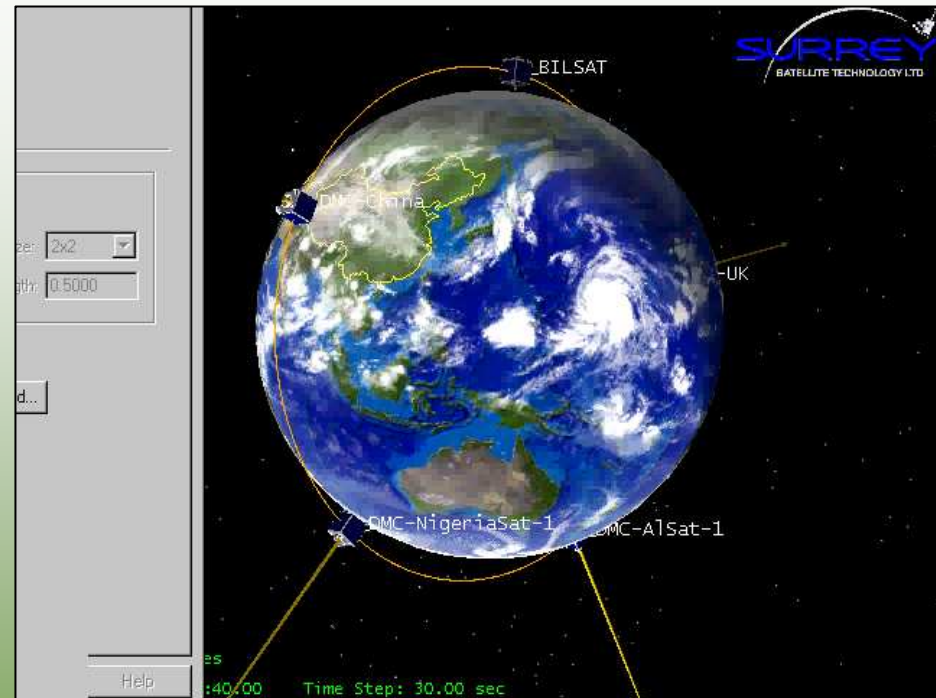 SURREY
SATELLITE TECHNOLOGY LTD
BILSAT
DMC-China
2x2
-UK
0.5000
d...
DMC-NigeriaSat-1
DMC-AlSat-1
es
Help
:40.00 Time Step: 30.00 sec